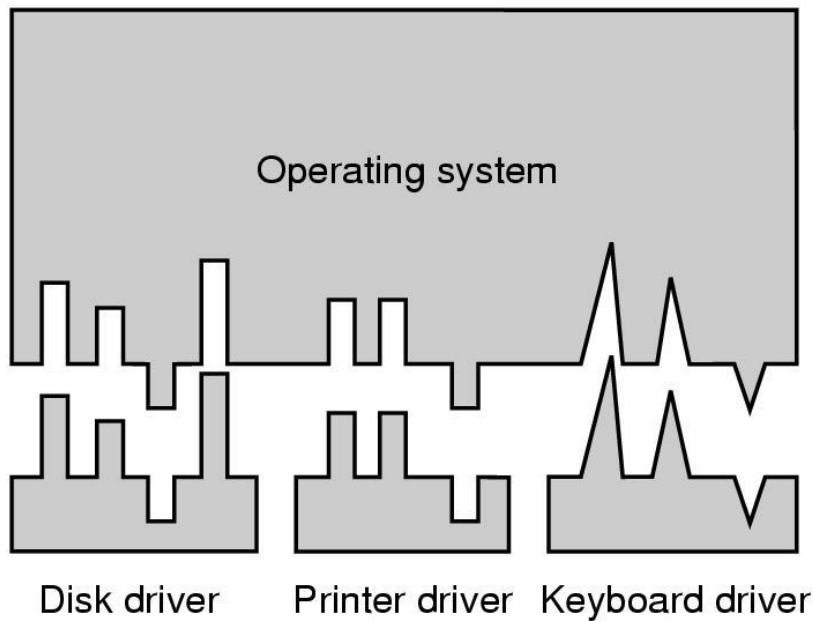 Operating system
Disk driver
Printer driver
Keyboard driver